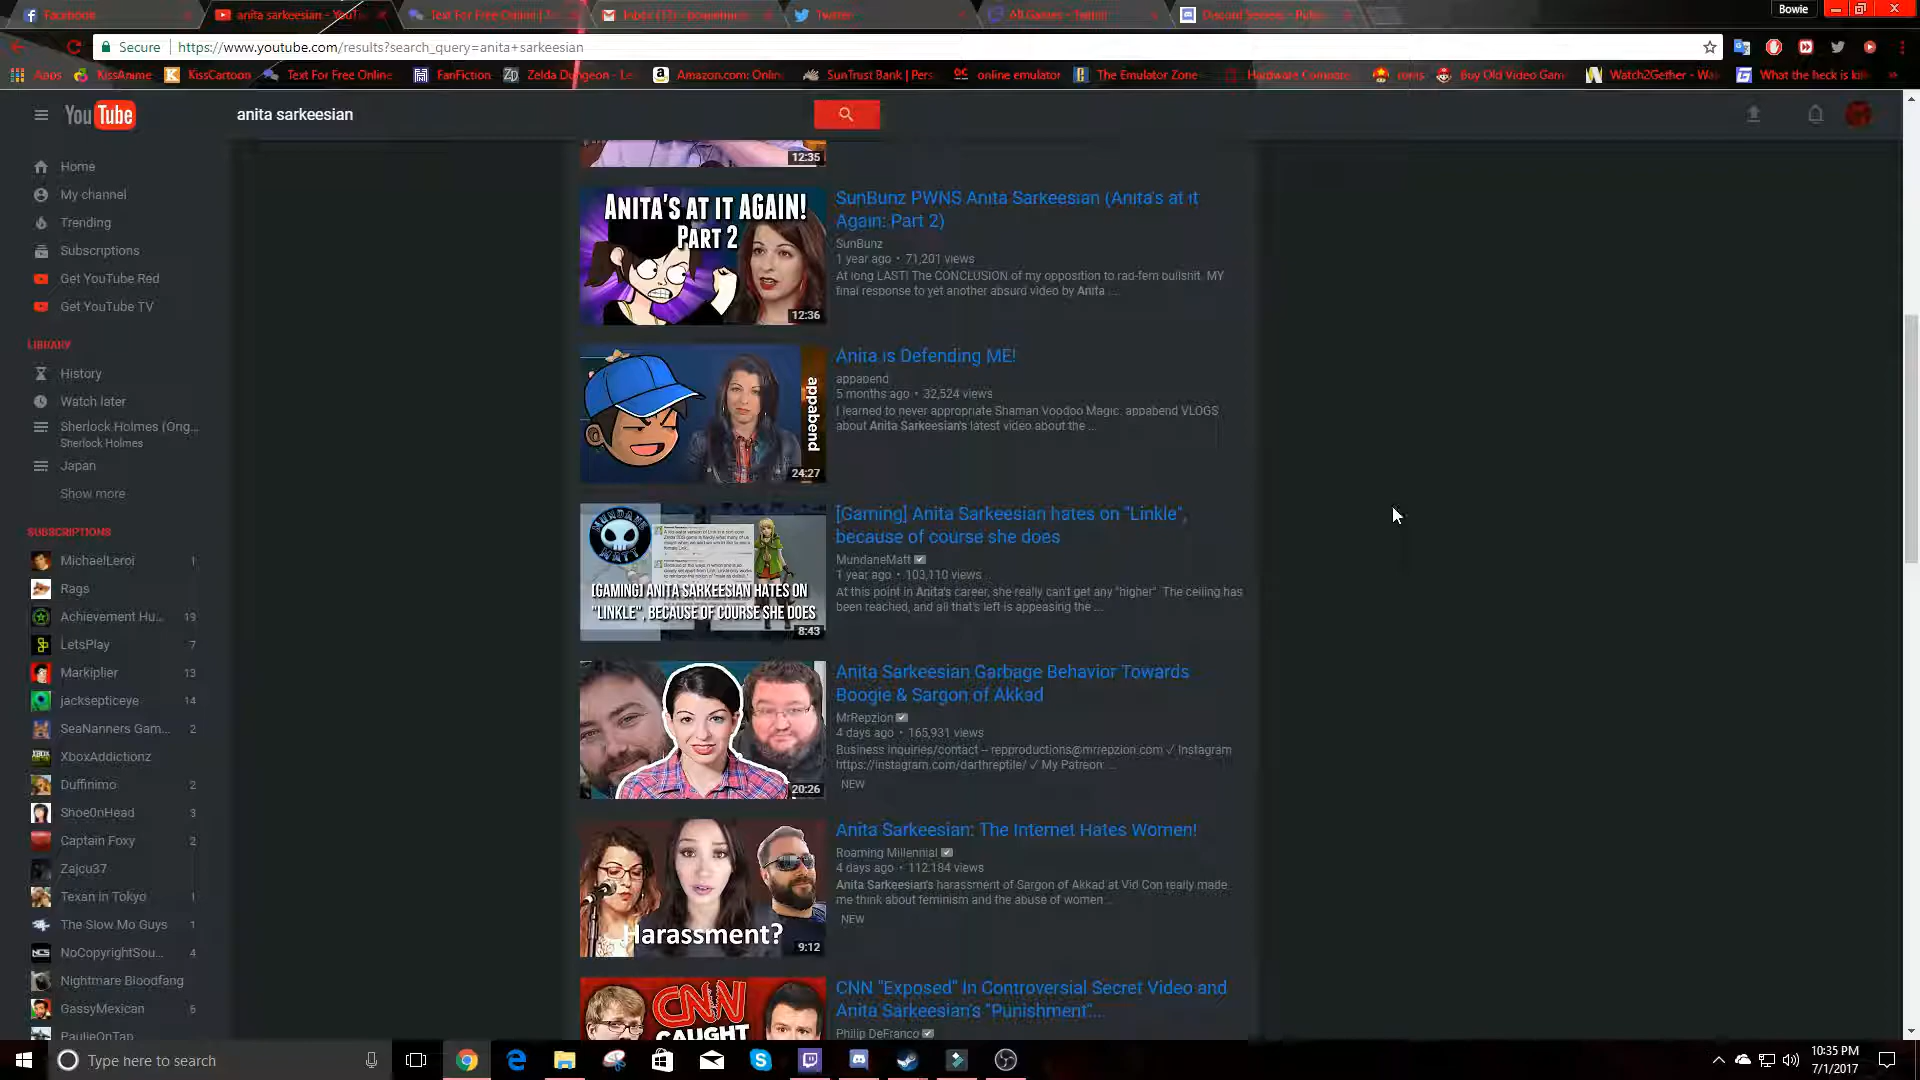 Facebook
anita sarkeesian - YouT
Text For Free Online
Twitter
All Games - Twitch
Bowie
Secure
https://www.youtube.com/results?search_query=anita+sarkeesian
Apps
KissAnime
KissCartoon
Text For Free Online
FanFiction
Zelda Dungeon - Le
Amazon.com: Onlin
SunTrust Bank | Pers
online emulator
The Emulator Zone
Hardware Compone
roms
Buy Old Video Gam
Watch2Gether - Wa
What the heck is ki
YouTube
anita sarkeesian
Home
My channel
Trending
Subscriptions
Get YouTube Red
Get YouTube TV
LIBRARY
History
Watch later
Sherlock Holmes (Orig...
Sherlock Holmes
Japan
Show more
SUBSCRIPTIONS
MichaelLeroi 1
Rags
Achievement Hu... 19
LetsPlay 7
Markiplier 13
jacksepticeye 14
SeaNanners Gam... 2
XboxAddictionz
Duffinimo 2
Shoe0nHead 3
Captain Foxy 2
Zajcu37
Texan in Tokyo 1
The Slow Mo Guys 1
NoCopyrightSou... 4
Nightmare Bloodfang
GassyMexican 6
PaulieOnTap
12:35
ANITA'S AT IT AGAIN!
PART 2
12:36
SunBunz PWNS Anita Sarkeesian (Anita's at it
Again: Part 2)
SunBunz
1 year ago • 71,201 views
At long LAST! The CONCLUSION of my opposition to rad-fem bullshit. MY
final response to yet another absurd video by Anita ...
appabend
24:27
Anita is Defending ME!
appabend
5 months ago • 32,524 views
I learned to never appropriate Shaman Voodoo Magic. appabend VLOGS
about Anita Sarkeesian's latest video about the ...
MUNDANE
MATT
[GAMING] ANITA SARKEESIAN HATES ON
"LINKLE", BECAUSE OF COURSE SHE DOES
8:43
[Gaming] Anita Sarkeesian hates on "Linkle",
because of course she does
MundaneMatt
1 year ago • 103,110 views
At this point in Anita's career, she really can't get any "higher" The ceiling has
been reached, and all that's left is appeasing the ...
20:26
Anita Sarkeesian Garbage Behavior Towards
Boogie & Sargon of Akkad
MrRepzion
4 days ago • 165,931 views
Business inquiries/contact -- reproductions@mrrepzion.com ✓ Instagram
https://instagram.com/darthreptile/ ✓ My Patreon: ...
NEW
Harassment?
9:12
Anita Sarkeesian: The Internet Hates Women!
Roaming Millennial
4 days ago • 112,184 views
Anita Sarkeesian's harassment of Sargon of Akkad at Vid Con really made
me think about feminism and the abuse of women ...
NEW
CNN
CAUGHT
CNN "Exposed" In Controversial Secret Video and
Anita Sarkeesian's "Punishment"...
Philip DeFranco
Type here to search
10:35 PM
7/1/2017